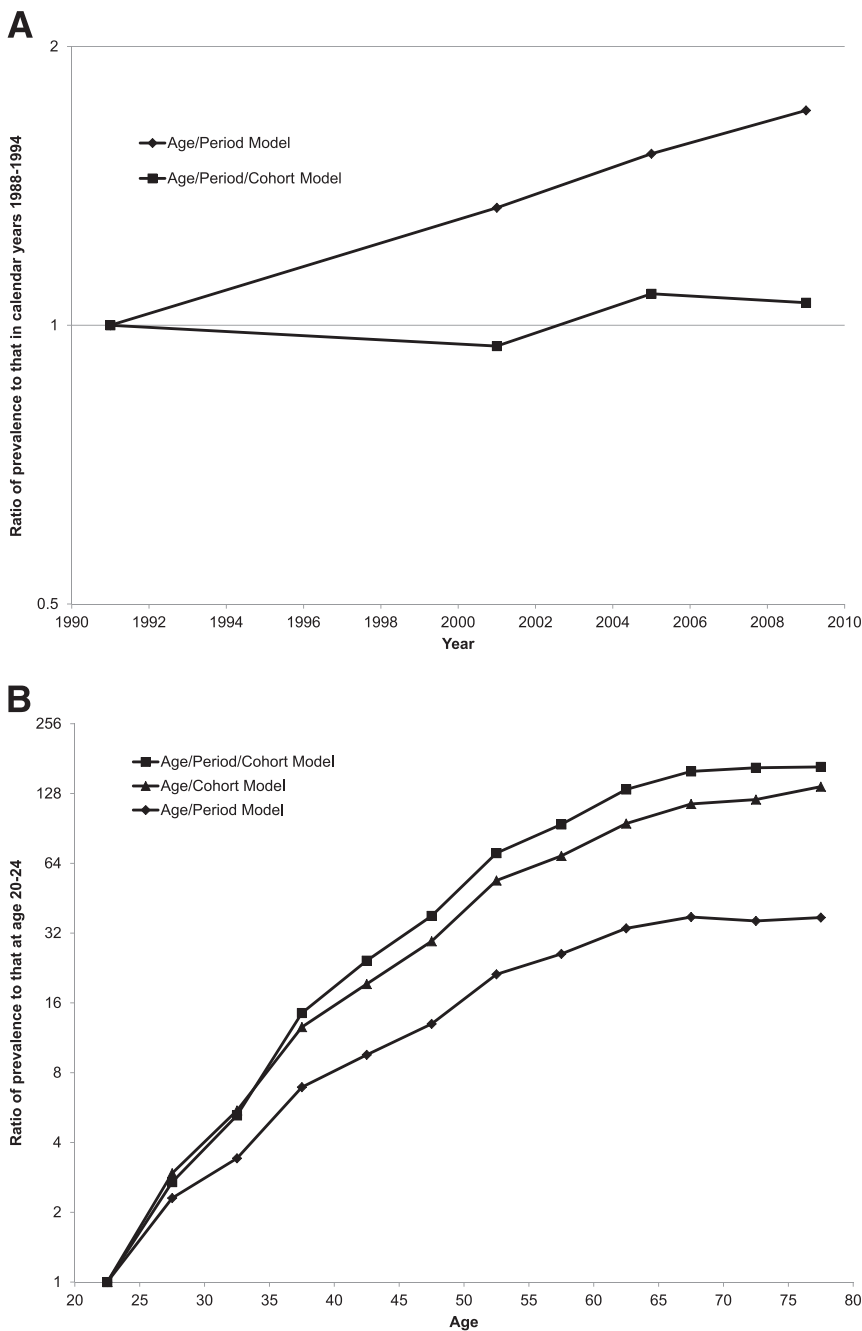 A
2
Age/Period Model
Age/Period/Cohort Model
1
0.5
Ratio of prevalence to that in calendar years 1988-1994
1990 1992 1994 1996 1998 2000 2002 2004 2006 2008 2010
Year
B
256
128
64
32
16
8
4
2
1
Age/Period/Cohort Model
Age/Cohort Model
Age/Period Model
Ratio of prevalence to that at age 20-24
20 25 30 35 40 45 50 55 60 65 70 75 80
Age